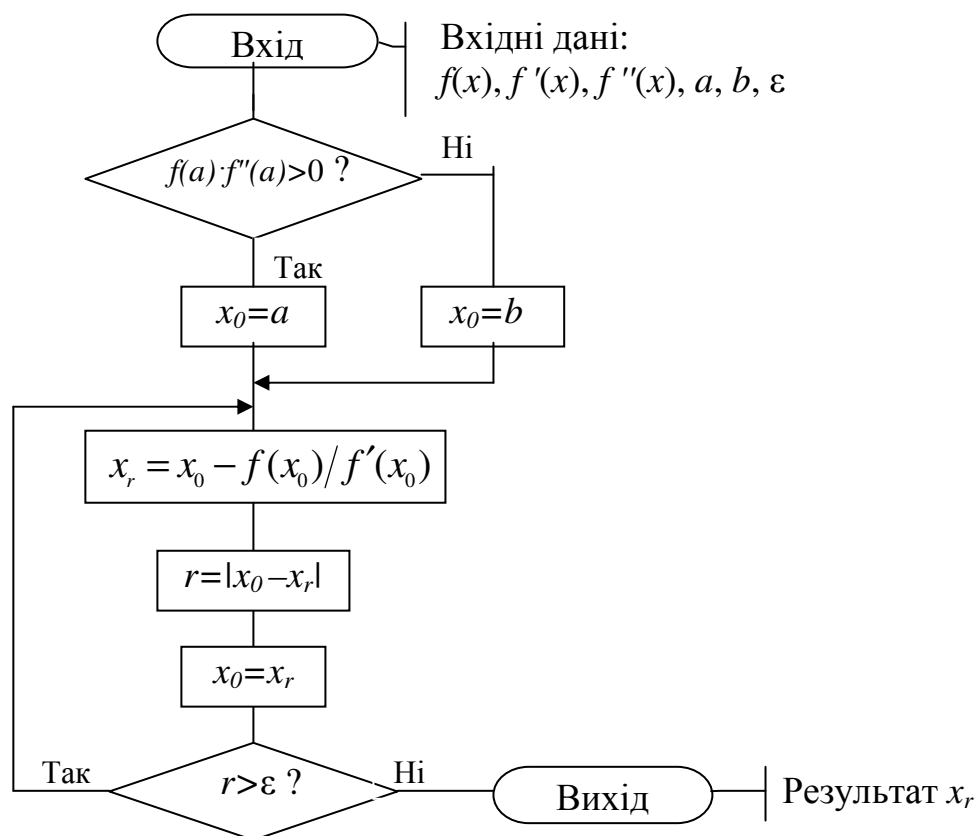 Вхід
Вхідні дані:
f(x), f '(x), f ''(x), a, b, ε
f(a)·f''(a)>0 ?
Ні
Так
x₀=a
x₀=b
xᵣ = x₀ − f(x₀)/f′(x₀)
r=|x₀–xᵣ|
x₀=xᵣ
r>ε ?
Так
Ні
Вихід
Результат xᵣ